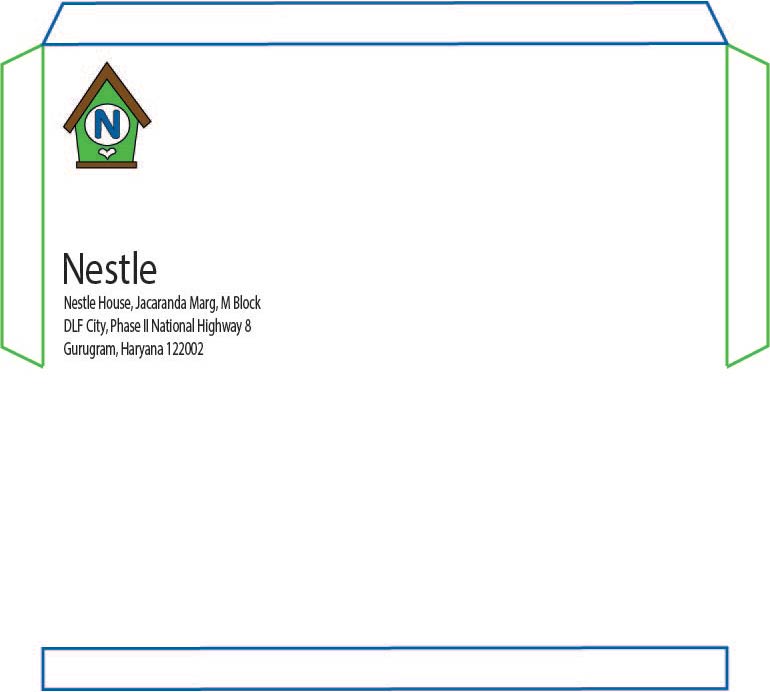 N
Nestle
Nestle House, Jacaranda Marg, M Block
DLF City, Phase II National Highway 8
Gurugram, Haryana 122002